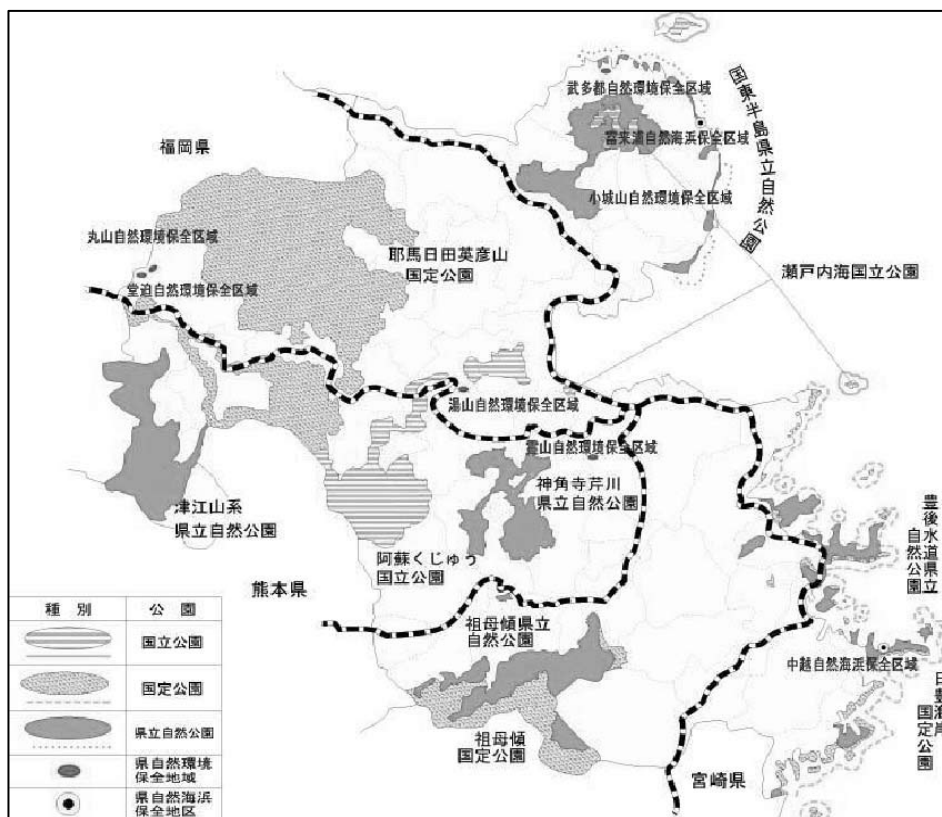 武多都自然環境保全区域
国東半島県立自然公園
福岡県
富来浦自然海浜保全区域
小城山自然環境保全区域
丸山自然環境保全区域
耶馬日田英彦山
国定公園
瀬戸内海国立公園
堂迫自然環境保全区域
湯山自然環境保全区域
霊山自然環境保全区域
神角寺芹川
県立自然公園
津江山系
県立自然公園
豊後水道県立
自然公園
阿蘇くじゅう
国立公園
熊本県
祖母傾県立
自然公園
中越自然海浜保全区域
日豊海岸
国定公園
祖母傾
国定公園
宮崎県
種別 公園
国立公園
国定公園
県立自然公園
県自然環境
保全地域
県自然海浜
保全地区